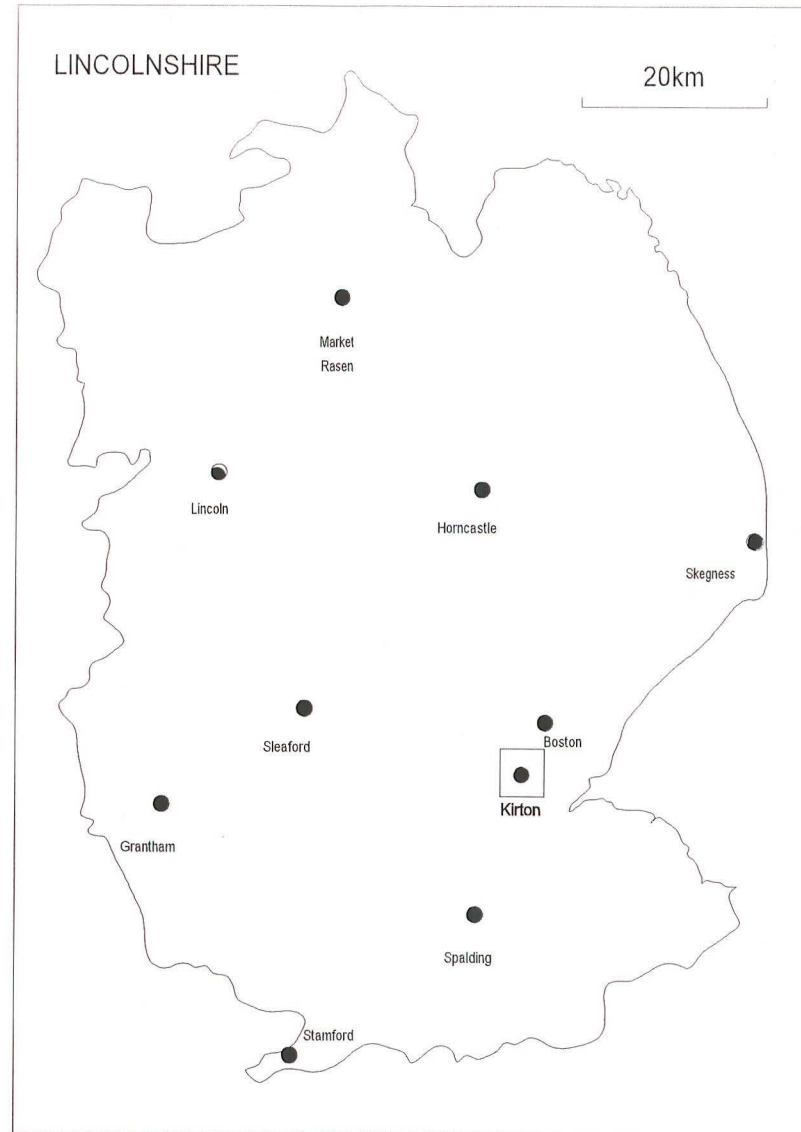 LINCOLNSHIRE
20km
Market
Rasen
Lincoln
Horncastle
Skegness
Sleaford
Boston
Kirton
Grantham
Spalding
Stamford